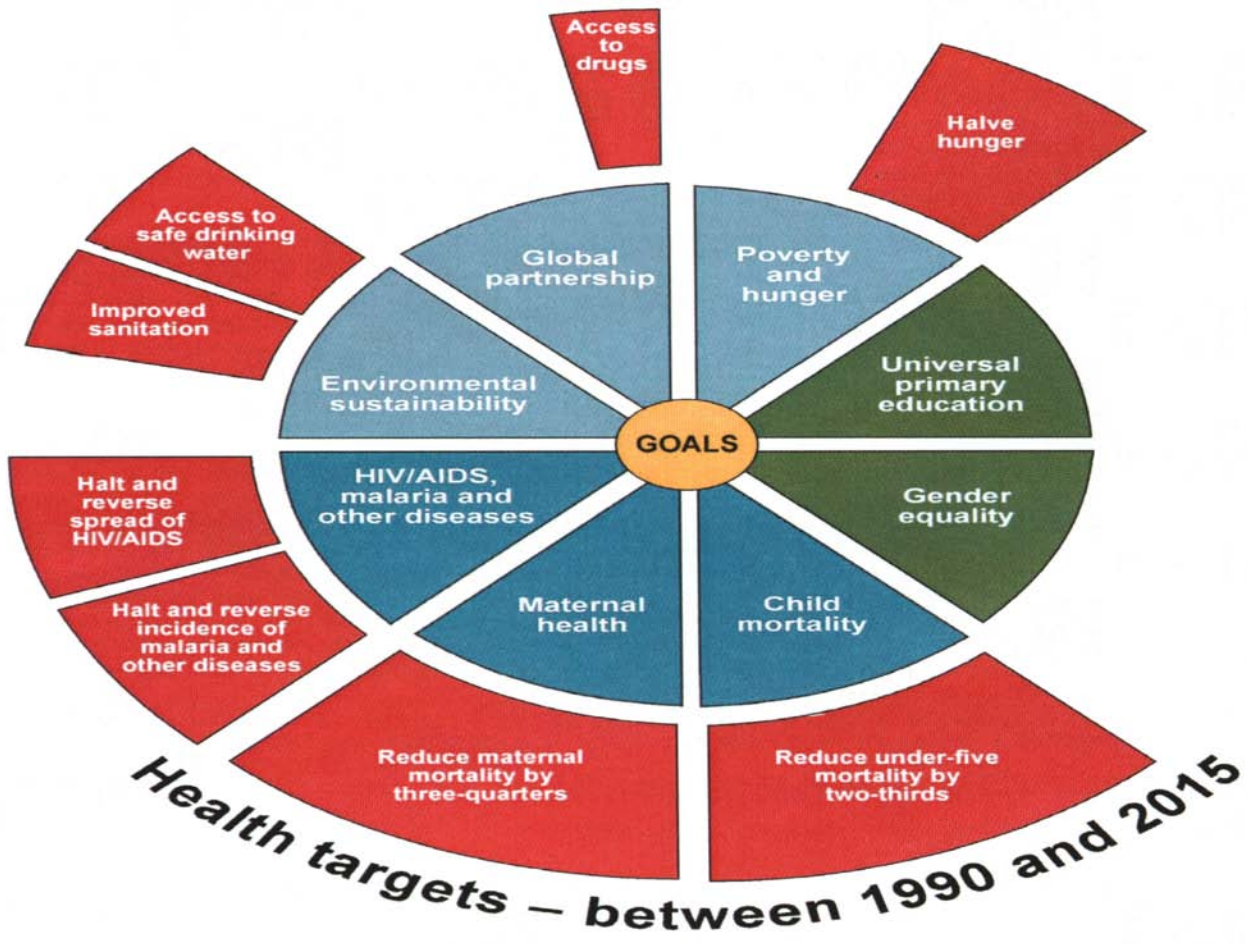 Access
to
drugs
Halve
hunger
Access to
safe drinking
water
Improved
sanitation
Global
partnership
Poverty
and
hunger
Environmental
sustainability
Universal
primary
education
GOALS
HIV/AIDS,
malaria and
other diseases
Gender
equality
Halt and
reverse
spread of
HIV/AIDS
Halt and reverse
incidence of
malaria and
other diseases
Maternal
health
Child
mortality
Reduce maternal
mortality by
three-quarters
Reduce under-five
mortality by
two-thirds
Health targets – between 1990 and 2015